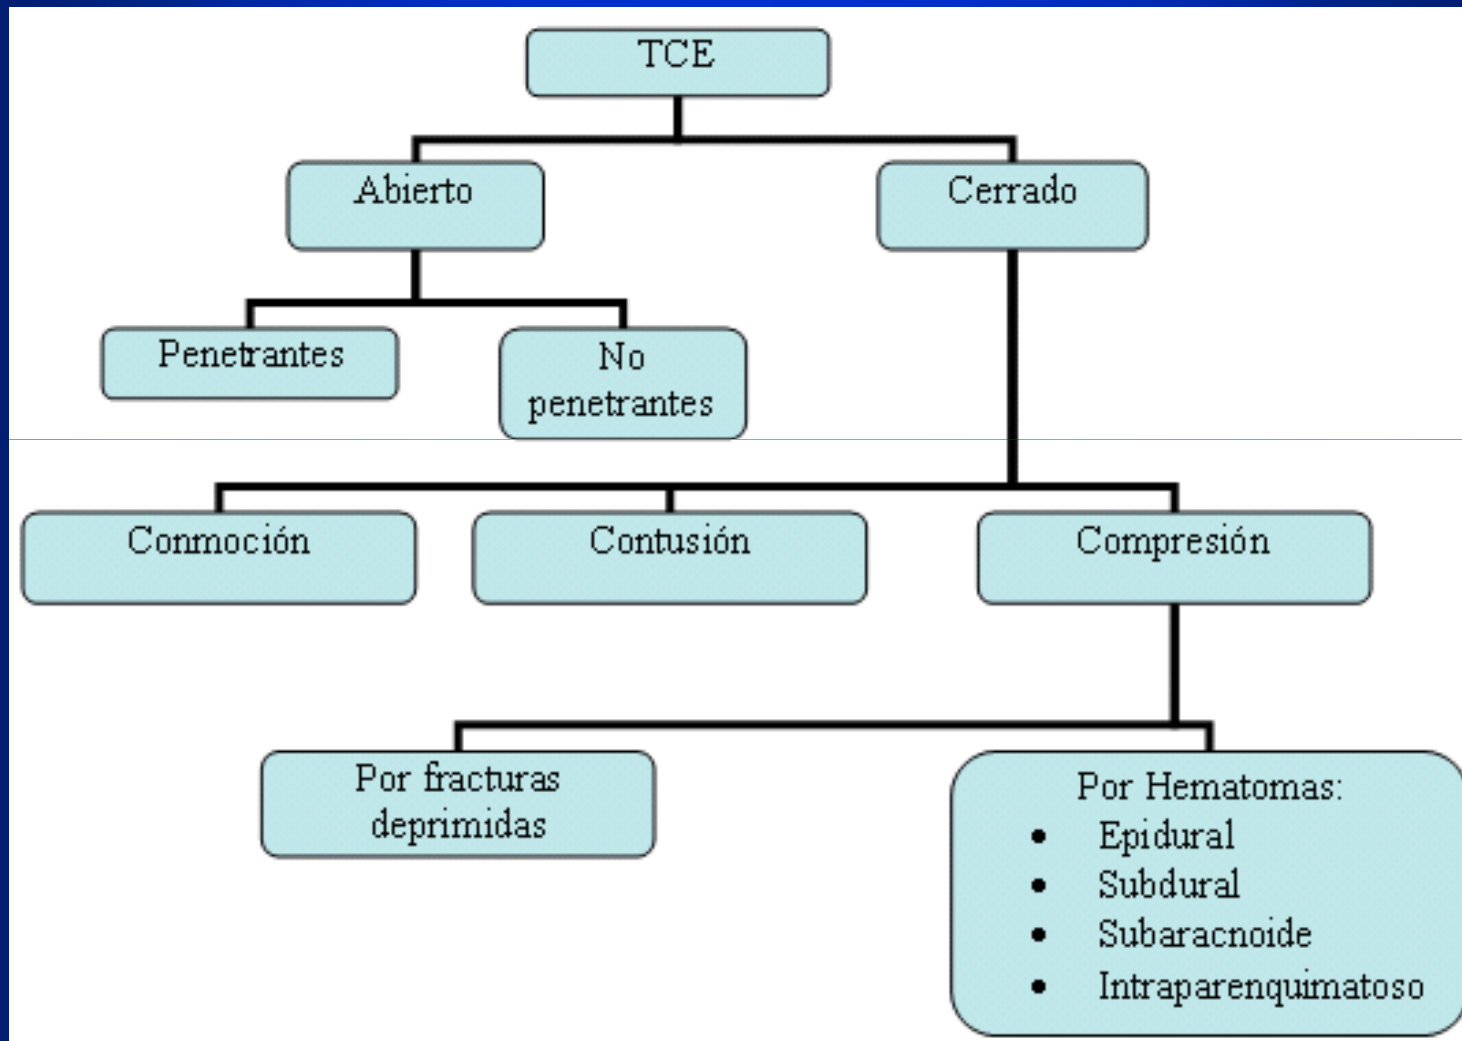 TCE
Abierto
Cerrado
Penetrantes
No
penetrantes
Conmoción
Contusión
Compresión
Por fracturas
deprimidas
Por Hematomas:
• Epidural
• Subdural
• Subaracnoide
• Intraparenquimatoso